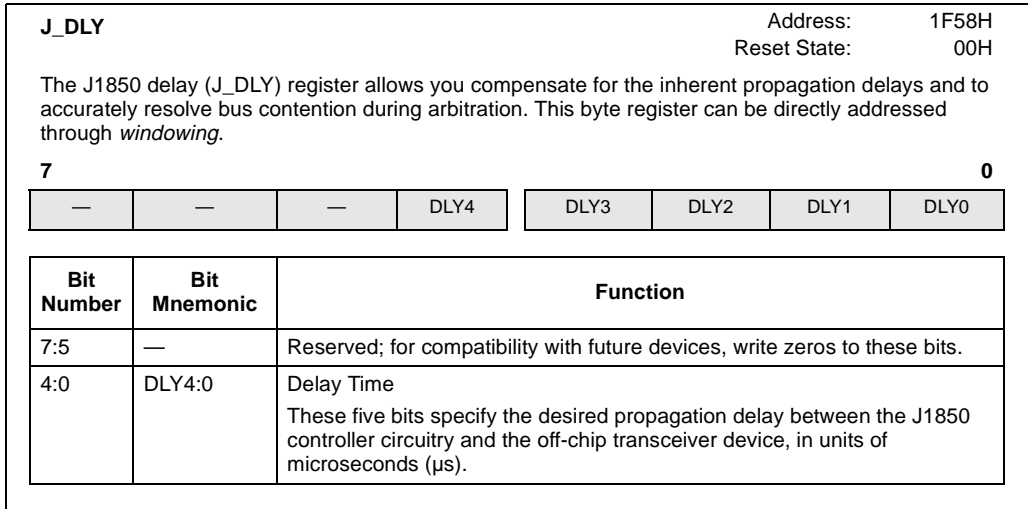 J_DLY Address: 1F58H
Reset State: 00H
The J1850 delay (J_DLY) register allows you compensate for the inherent propagation delays and to
accurately resolve bus contention during arbitration. This byte register can be directly addressed
through windowing.
7 0
— — — DLY4 DLY3 DLY2 DLY1 DLY0
Bit Number Bit Mnemonic Function
7:5 — Reserved; for compatibility with future devices, write zeros to these bits.
4:0 DLY4:0 Delay Time
These five bits specify the desired propagation delay between the J1850
controller circuitry and the off-chip transceiver device, in units of
microseconds (µs).